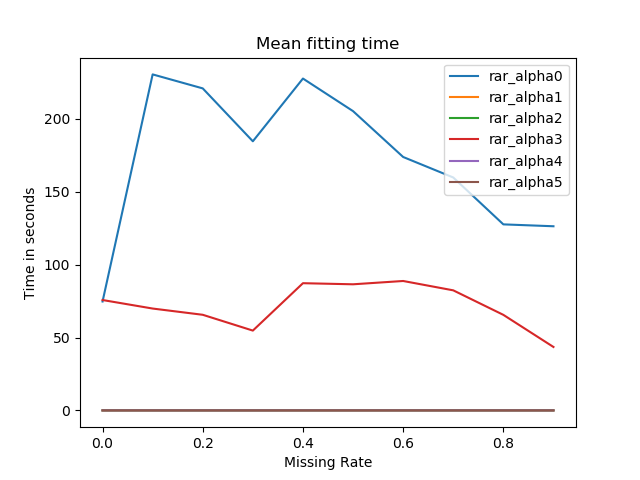 Mean fitting time
rar_alpha0
rar_alpha1
rar_alpha2
rar_alpha3
rar_alpha4
rar_alpha5
Time in seconds
200
150
100
50
0
0.0 0.2 0.4 0.6 0.8
Missing Rate